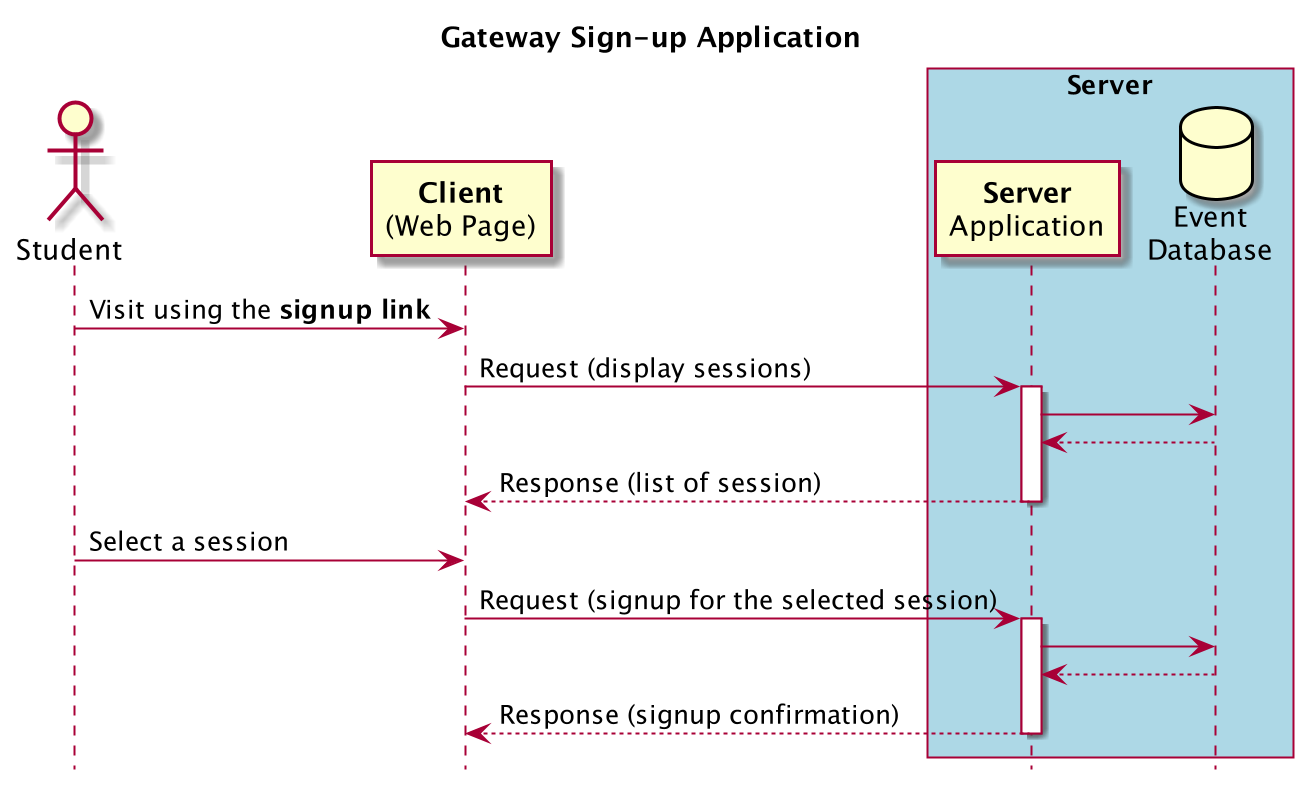 Gateway Sign-up Application
Server
Student
Client
(Web Page)
Server
Application
Event
Database
Visit using the signup link
Request (display sessions)
Response (list of session)
Select a session
Request (signup for the selected session)
Response (signup confirmation)